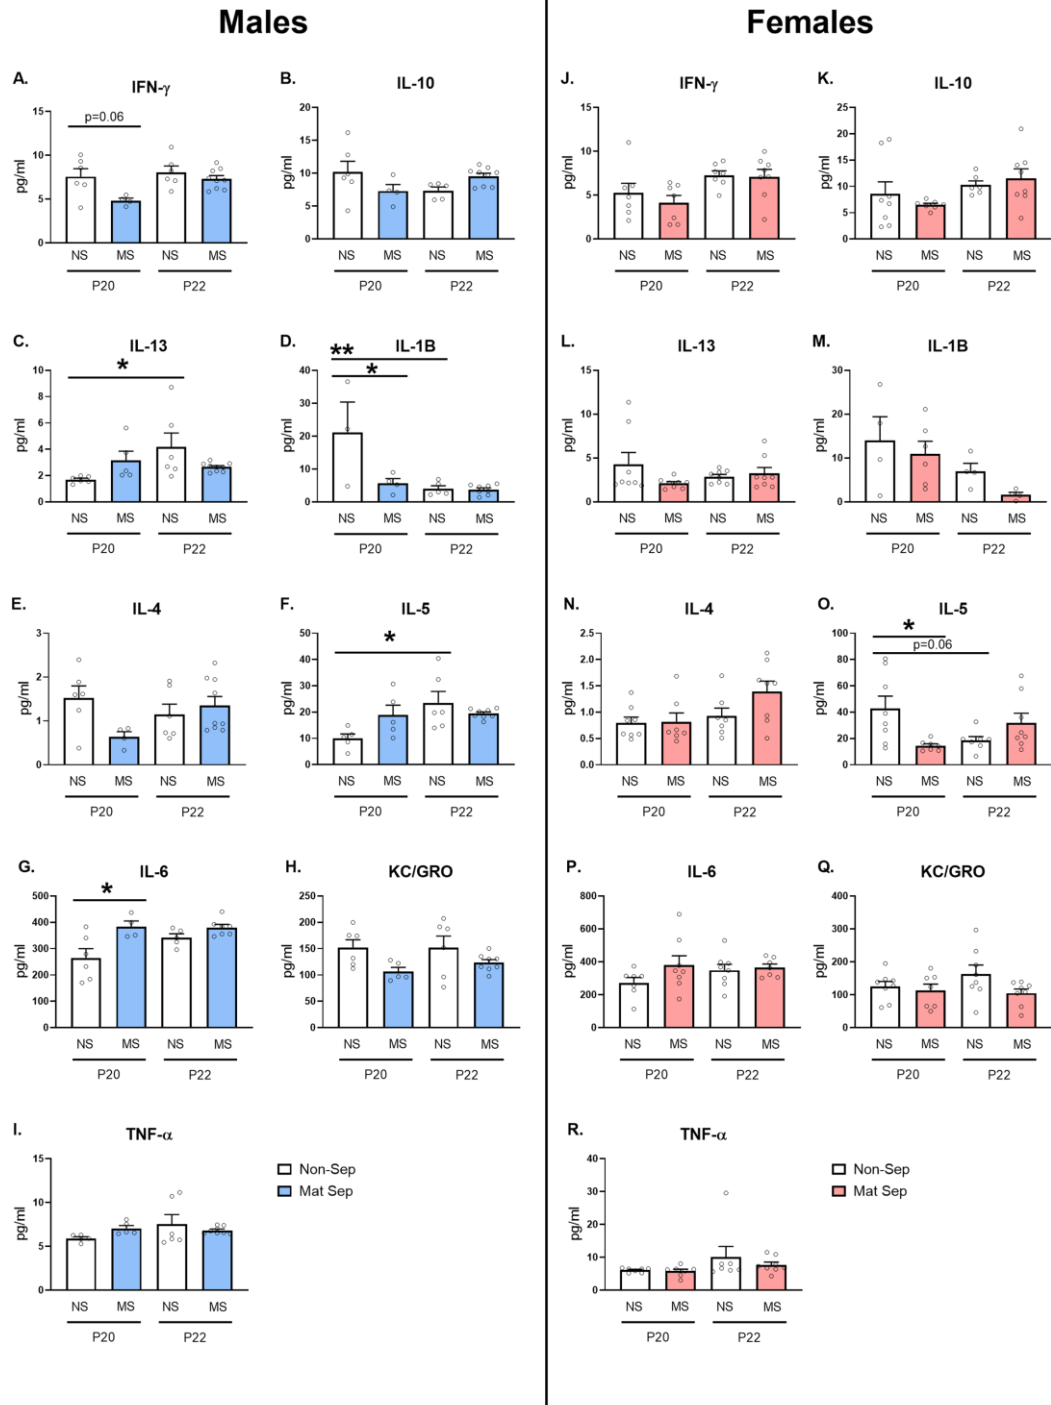 Males
Females
A.
IFN-γ
15
10
5
0
pg/ml
p=0.06
NS MS NS MS
P20 P22
B.
IL-10
20
15
10
5
0
pg/ml
NS MS NS MS
P20 P22
J.
IFN-γ
15
10
5
0
pg/ml
NS MS NS MS
P20 P22
K.
IL-10
25
20
15
10
5
0
pg/ml
NS MS NS MS
P20 P22
C.
IL-13
*
10
8
6
4
2
0
pg/ml
NS MS NS MS
P20 P22
D.
IL-1B
**
*
40
30
20
10
0
pg/ml
NS MS NS MS
P20 P22
L.
IL-13
15
10
5
0
pg/ml
NS MS NS MS
P20 P22
M.
IL-1B
30
20
10
0
pg/ml
NS MS NS MS
P20 P22
E.
IL-4
3
2
1
0
pg/ml
NS MS NS MS
P20 P22
F.
IL-5
*
50
40
30
20
10
0
pg/ml
NS MS NS MS
P20 P22
N.
IL-4
2.5
2.0
1.5
1.0
0.5
0.0
pg/ml
NS MS NS MS
P20 P22
O.
IL-5
*
p=0.06
100
80
60
40
20
0
pg/ml
NS MS NS MS
P20 P22
G.
IL-6
*
500
400
300
200
100
0
pg/ml
NS MS NS MS
P20 P22
H.
KC/GRO
250
200
150
100
50
0
pg/ml
NS MS NS MS
P20 P22
P.
IL-6
800
600
400
200
0
pg/ml
NS MS NS MS
P20 P22
Q.
KC/GRO
400
300
200
100
0
pg/ml
NS MS NS MS
P20 P22
I.
TNF-α
15
10
5
0
pg/ml
NS MS NS MS
P20 P22
Non-Sep
Mat Sep
R.
TNF-α
40
30
20
10
0
pg/ml
NS MS NS MS
P20 P22
Non-Sep
Mat Sep